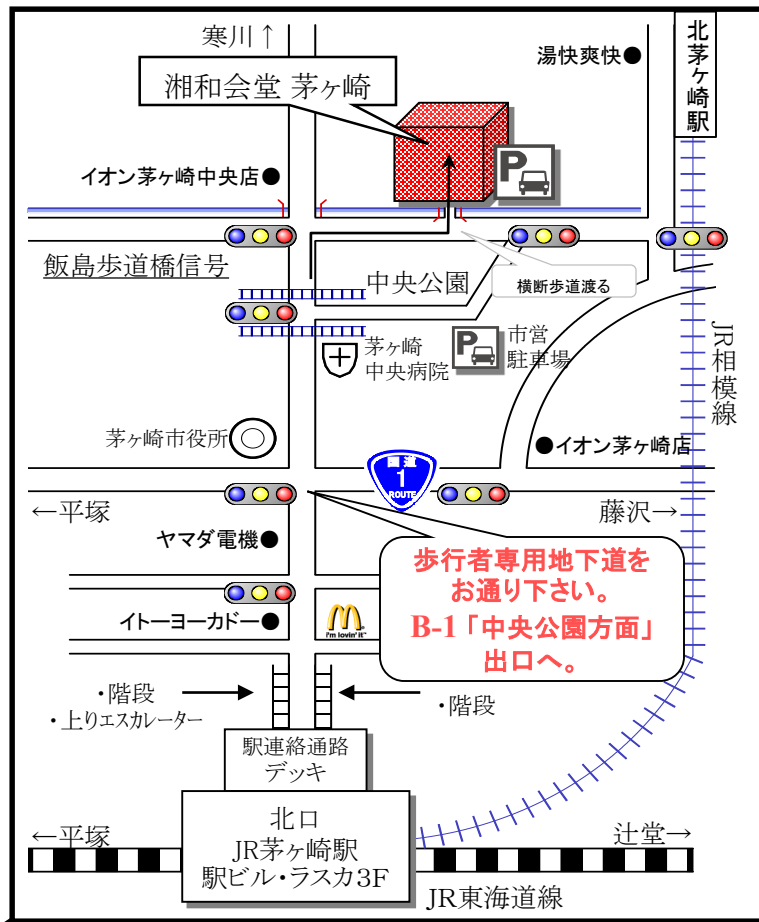 寒川↑
湯快爽快●
北茅ヶ崎駅
湘和会堂 茅ヶ崎
P
イオン茅ヶ崎中央店●
飯島歩道橋信号
中央公園
横断歩道渡る
茅ヶ崎
中央病院
P
市営
駐車場
JR相模線
茅ヶ崎市役所
●イオン茅ヶ崎店
国道
1
ROUTE
←平塚
藤沢→
ヤマダ電機●
歩行者専用地下道を
お通り下さい。
B-1「中央公園方面」
出口へ。
イトーヨーカドー●
M
i'm lovin' it™
・階段
・上りエスカレーター
・階段
駅連絡通路
デッキ
北口
JR茅ヶ崎駅
駅ビル・ラスカ3F
←平塚
辻堂→
JR東海道線